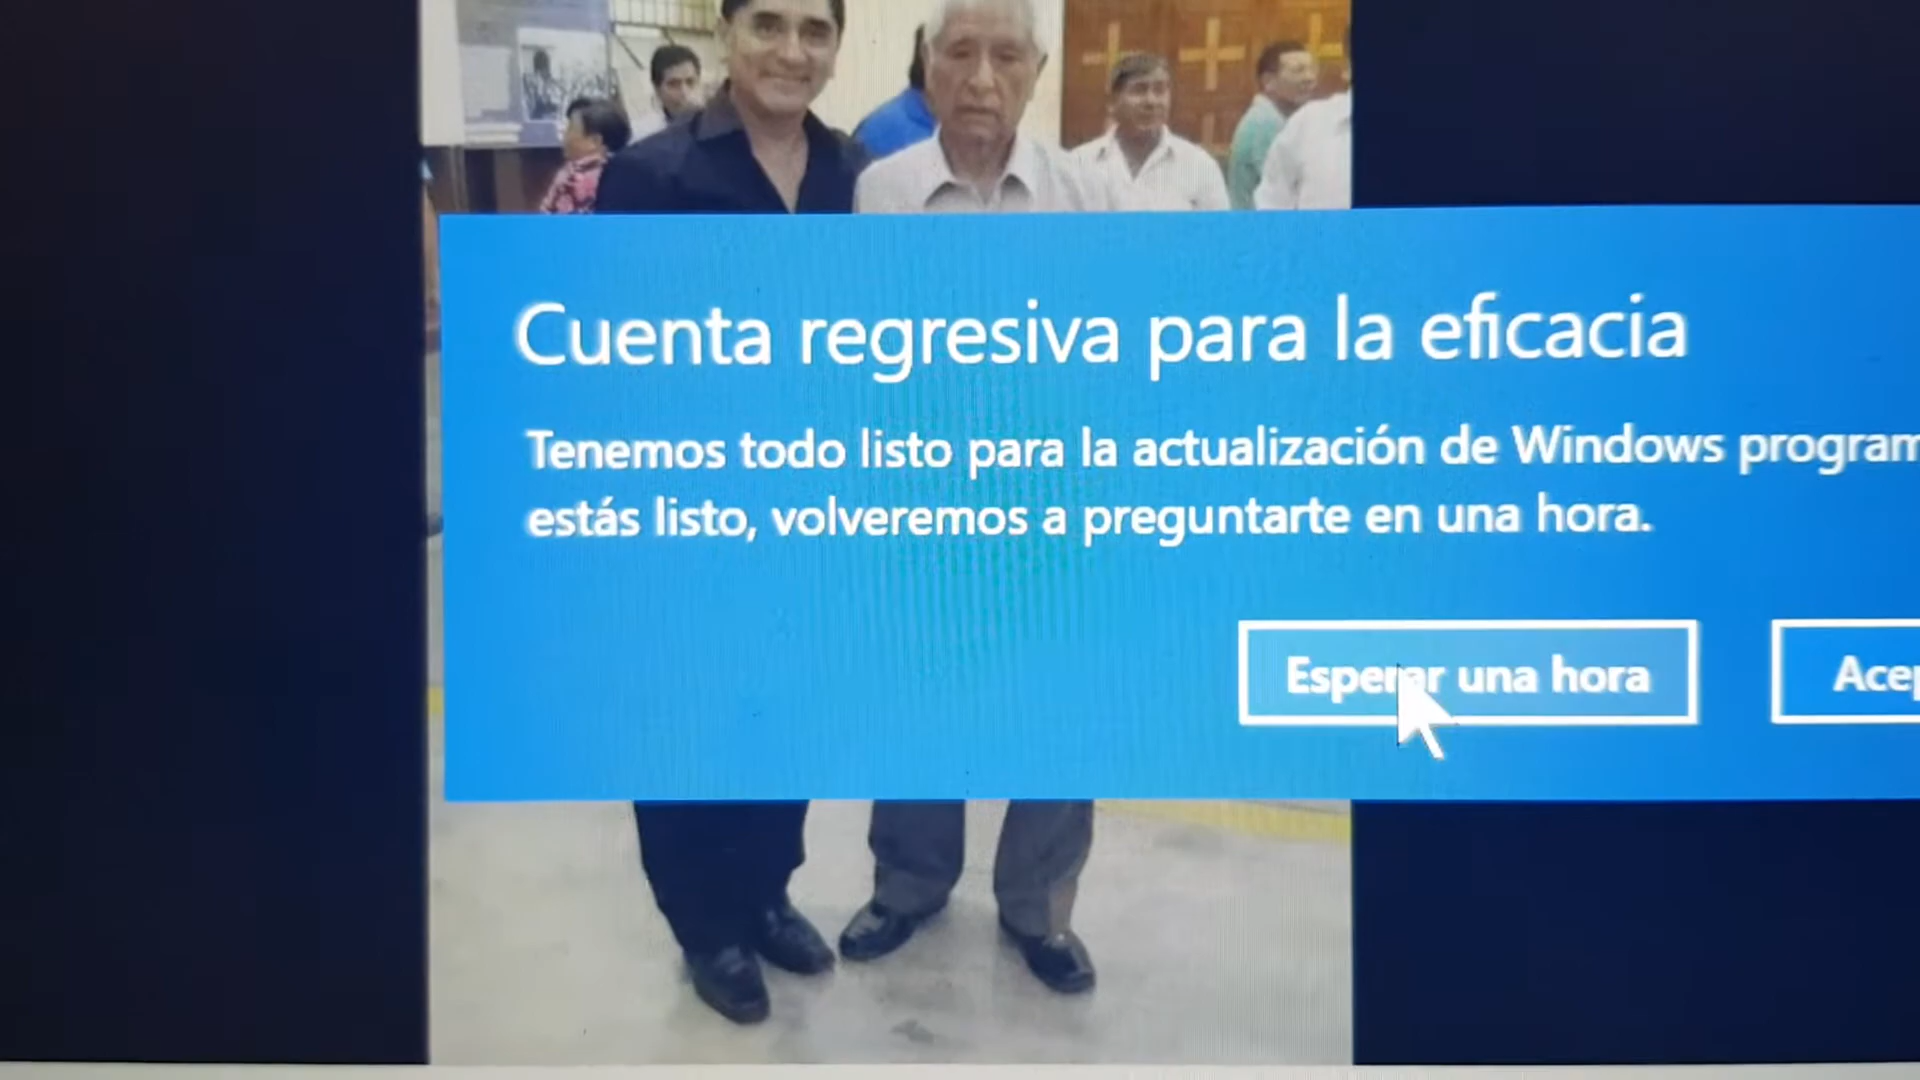 Cuenta regresiva para la eficacia
Tenemos todo listo para la actualización de Windows program
estás listo, volveremos a preguntarte en una hora.
Esperar una hora
Acep